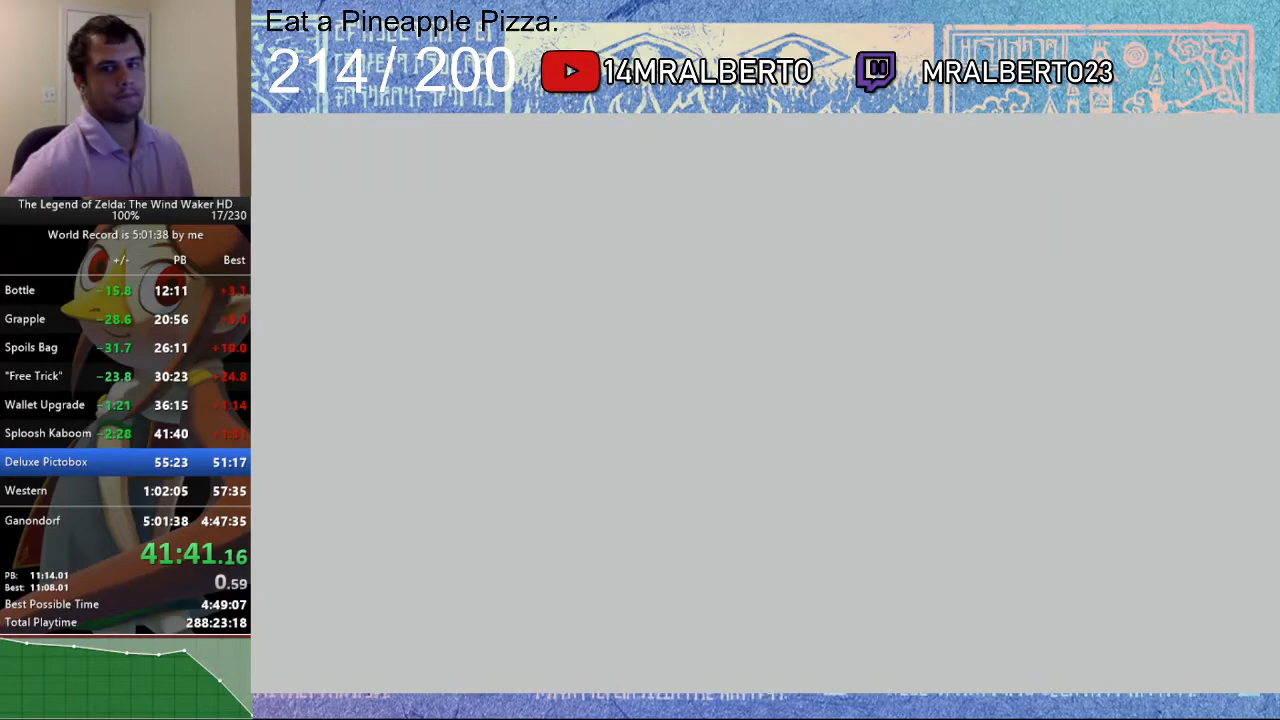 Eat a Pineapple Pizza:
214/ 200
14MRALBERTO
MRALBERTO23
The Legend of Zelda: The Wind Waker HD
100% 17/230
World Record is 5:01:38 by me
+/- PB Best
Bottle -15.8 12:11 +3.1
Grapple -28.6 20:56
Spoils Bag -31.7 26:11 +10.0
"Free Trick" -23.8 30:23 +24.8
Wallet Upgrade -1:21 36:15 +1:14
Sploosh Kaboom -2:28 41:40
Deluxe Pictobox 55:23 51:17
Western 1:02:05 57:35
Ganondorf 5:01:38 4:47:35
41:41.16
PB: 11:14.01
Best: 11:08.01
0.59
Best Possible Time 4:49:07
Total Playtime 288:23:18